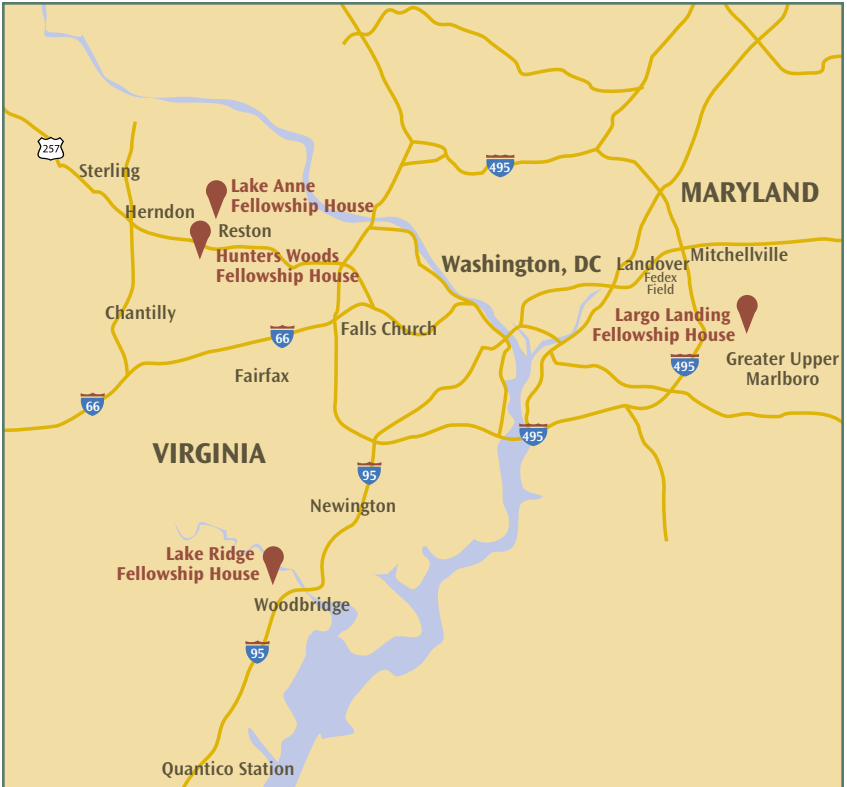 257
Sterling
Lake Anne
Fellowship House
Herndon
Reston
Hunters Woods
Fellowship House
495
MARYLAND
Washington, DC
Landover
Mitchellville
Fedex
Field
Chantilly
66
Falls Church
Largo Landing
Fellowship House
495
Greater Upper
Marlboro
Fairfax
66
495
VIRGINIA
95
Newington
Lake Ridge
Fellowship House
Woodbridge
95
Quantico Station